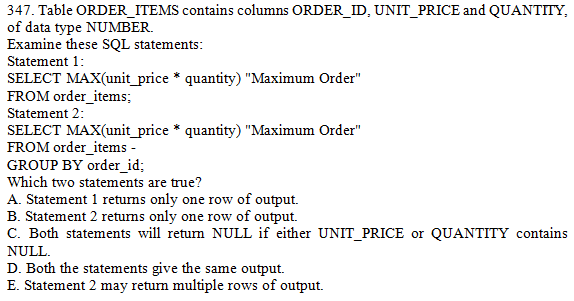 347. Table ORDER_ITEMS contains columns ORDER_ID, UNIT_PRICE and QUANTITY,
of data type NUMBER.
Examine these SQL statements:
Statement 1:
SELECT MAX(unit_price * quantity) "Maximum Order"
FROM order_items;
Statement 2:
SELECT MAX(unit_price * quantity) "Maximum Order"
FROM order_items -
GROUP BY order_id;
Which two statements are true?
A. Statement 1 returns only one row of output.
B. Statement 2 returns only one row of output.
C. Both statements will return NULL if either UNIT_PRICE or QUANTITY contains
NULL.
D. Both the statements give the same output.
E. Statement 2 may return multiple rows of output.